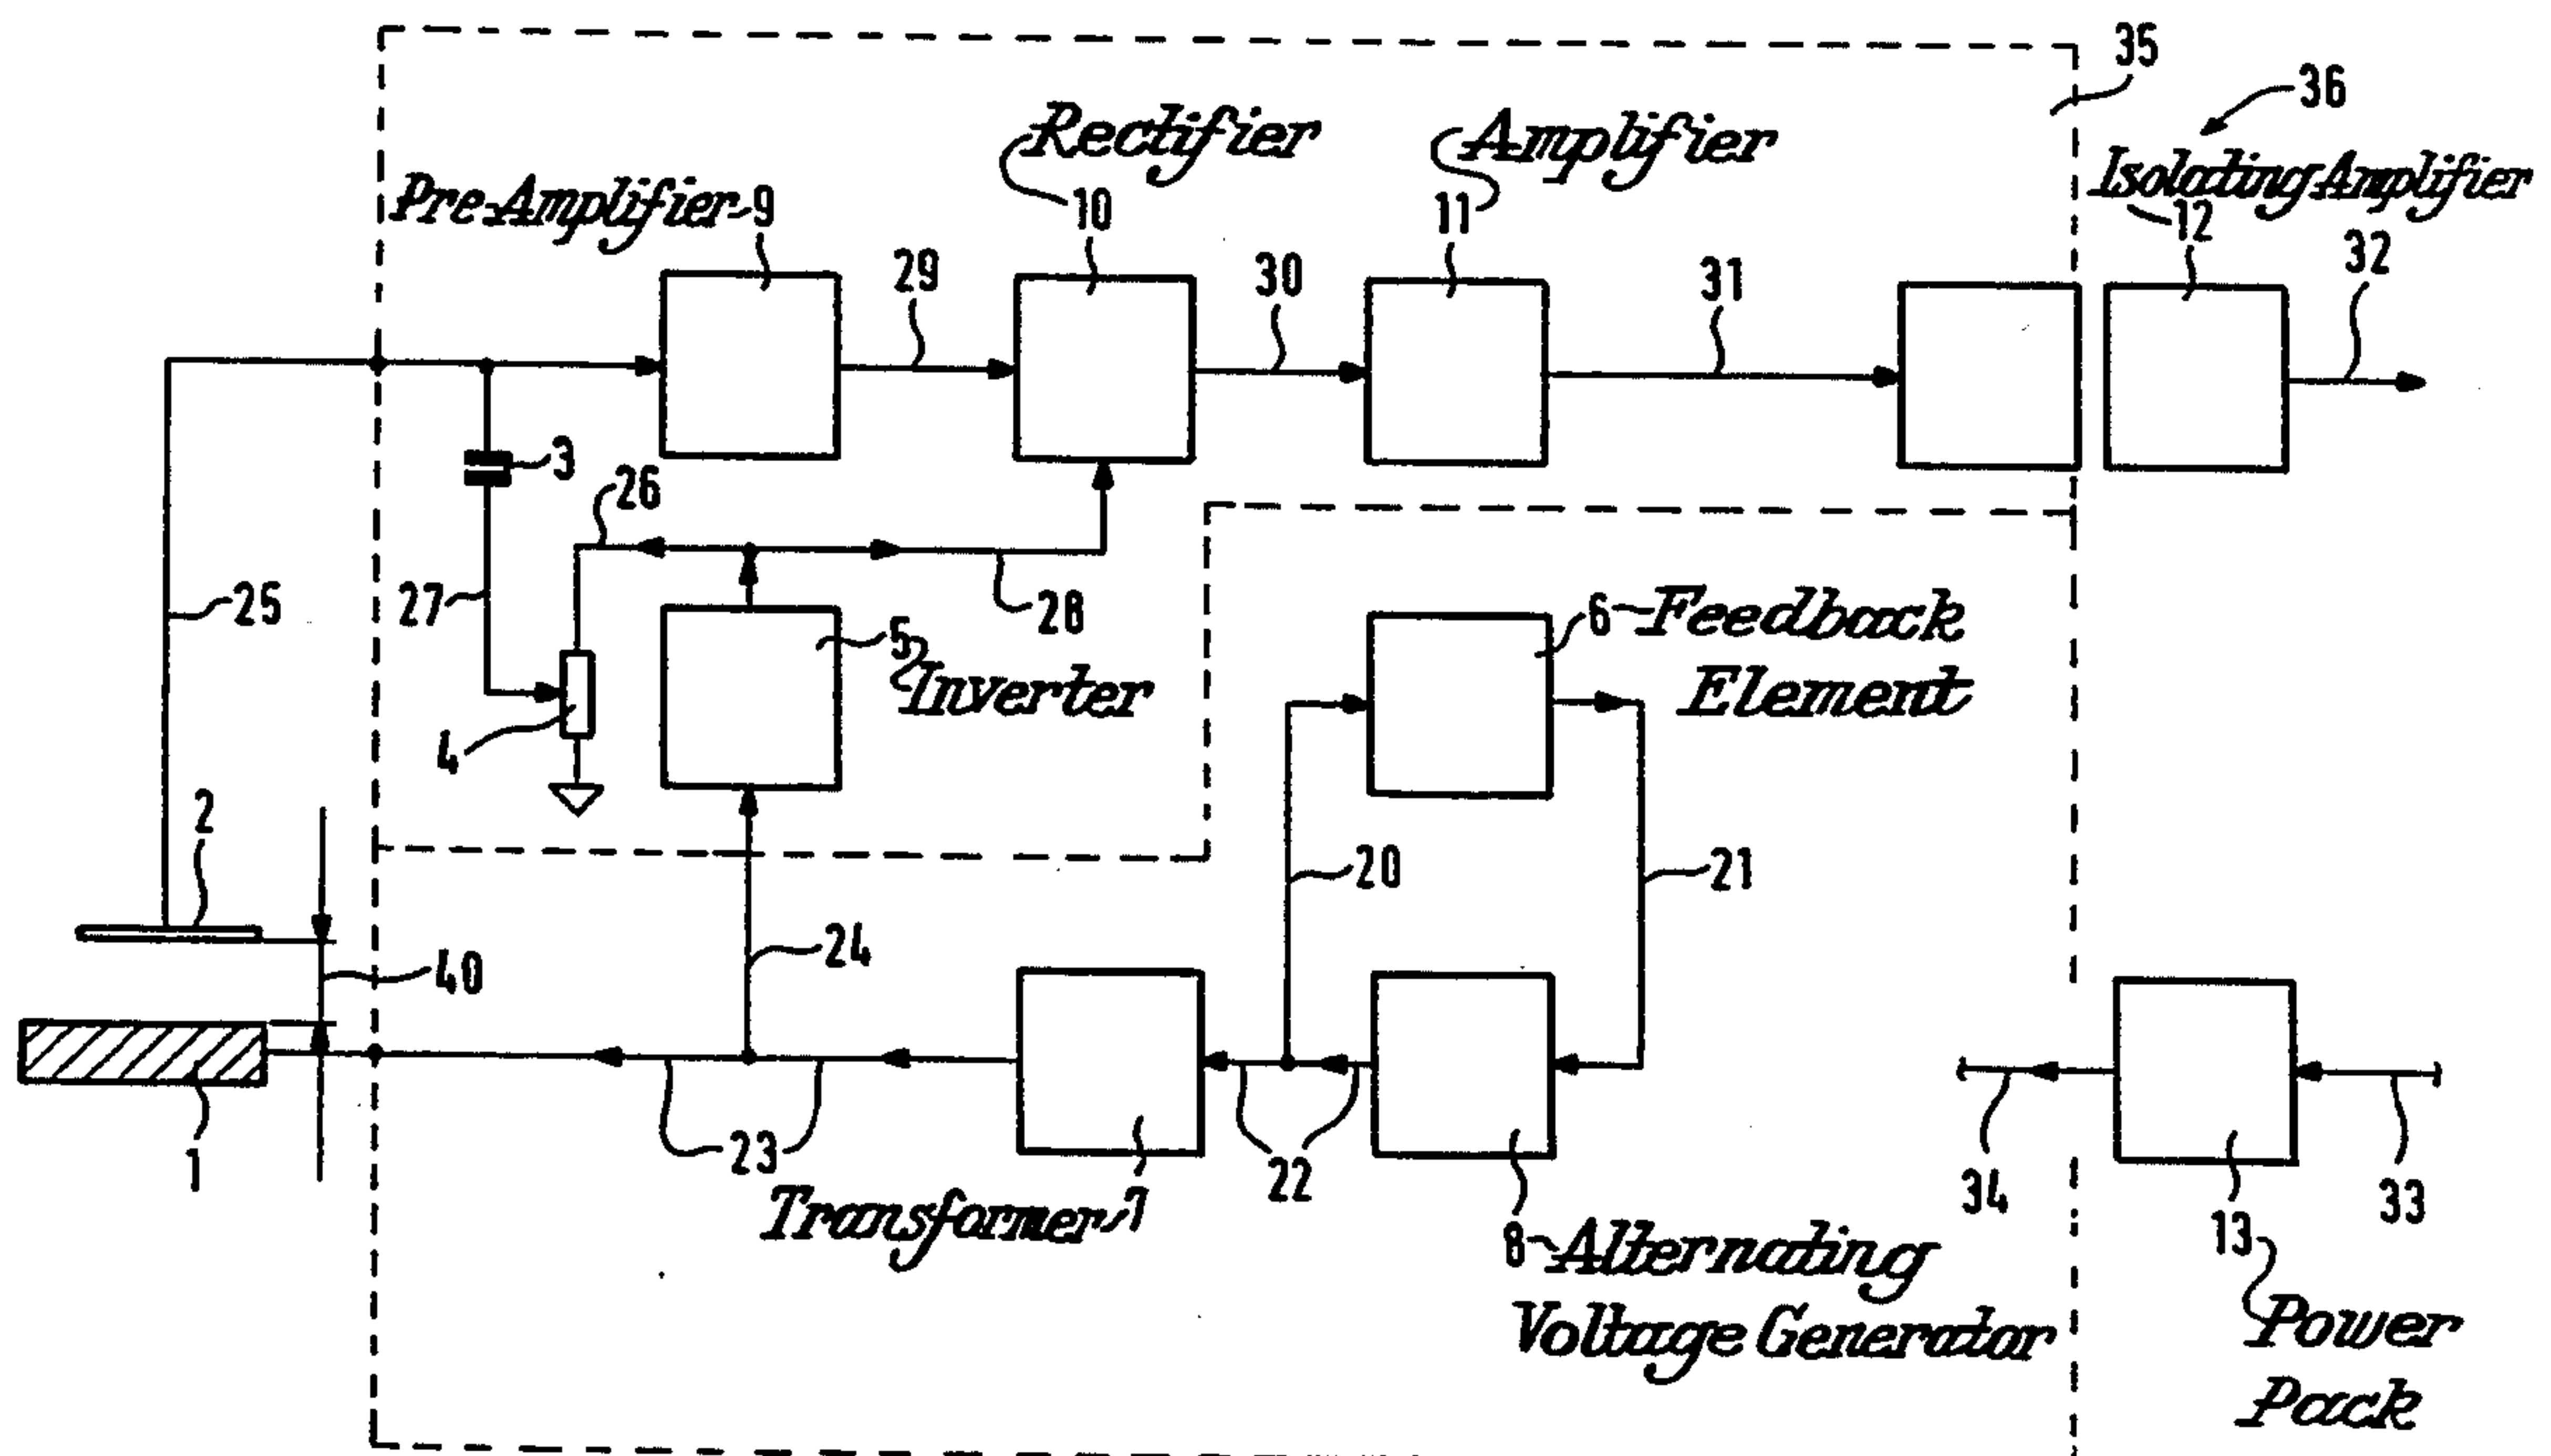 35
36
Rectifier
Amplifier
Isolating Amplifier
Pre-Amplifier 9
10
11
12
29
30
31
32
3
26
27
28
25
5 Inverter
4
6 Feedback
Element
2
20
21
24
40
1
23
22
Transformer 7
34
33
8 Alternating
Voltage Generator
13
Power
Pack